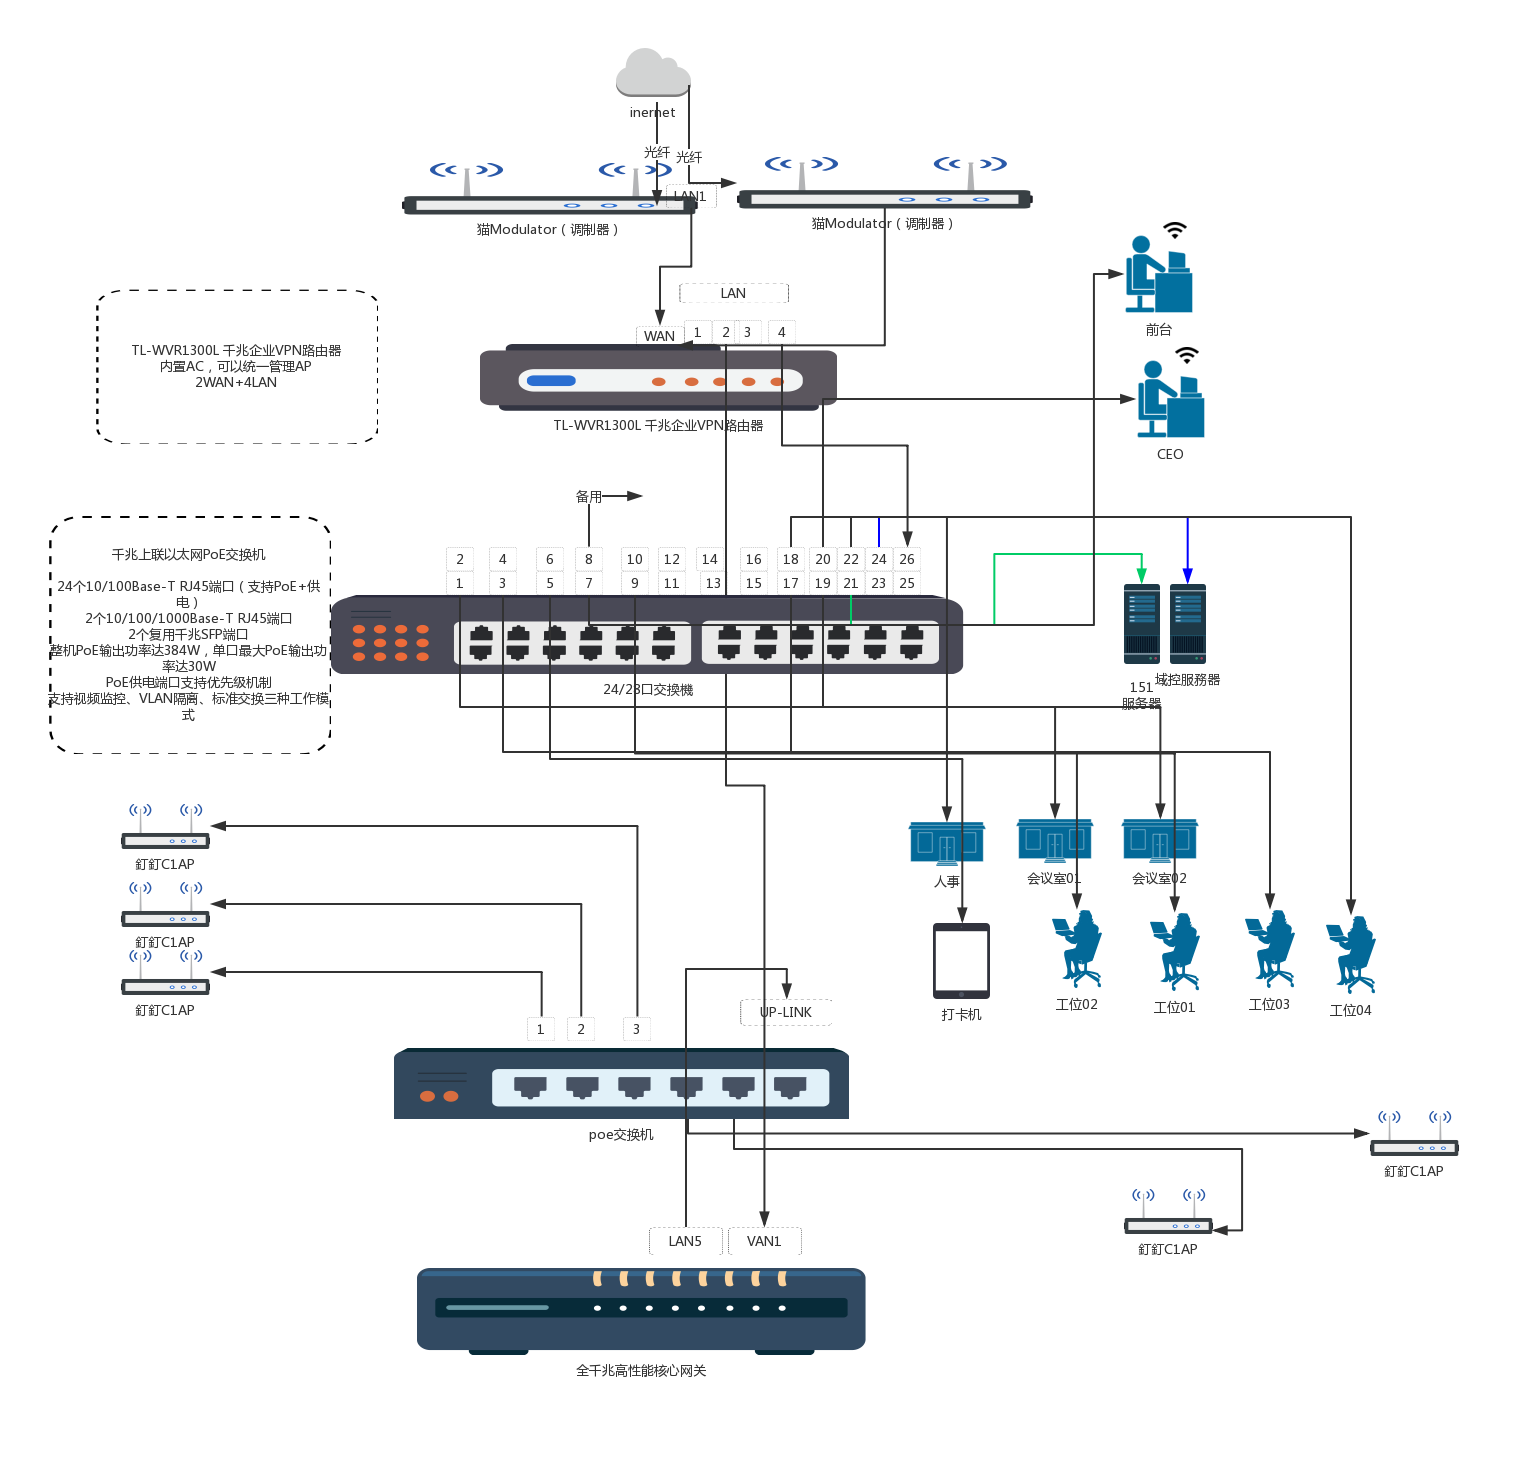 inernet
光纤
光纤
LAN1
猫Modulator（调制器）
猫Modulator（调制器）
LAN
WAN
1
2
3
4
前台
TL-WVR1300L 千兆企业VPN路由器
内置AC，可以统一管理AP
2WAN+4LAN
TL-WVR1300L 千兆企业VPN路由器
CEO
备用
千兆上联以太网PoE交换机
24个10/100Base-T RJ45端口（支持PoE+供
电）
2个10/100/1000Base-T RJ45端口
2个复用千兆SFP端口
整机PoE输出功率达384W，单口最大PoE输出功
率达30W
PoE供电端口支持优先级机制
支持视频监控、VLAN隔离、标准交换三种工作模
式
2
4
6
8
10
12
14
16
18
20
22
24
26
1
3
5
7
9
11
13
15
17
19
21
23
25
24/28口交换機
151
服务器
域控服務器
釘釘C1AP
釘釘C1AP
釘釘C1AP
人事
会议室01
会议室02
打卡机
工位02
工位01
工位03
工位04
UP-LINK
1
2
3
poe交换机
釘釘C1AP
釘釘C1AP
LAN5
VAN1
全千兆高性能核心网关